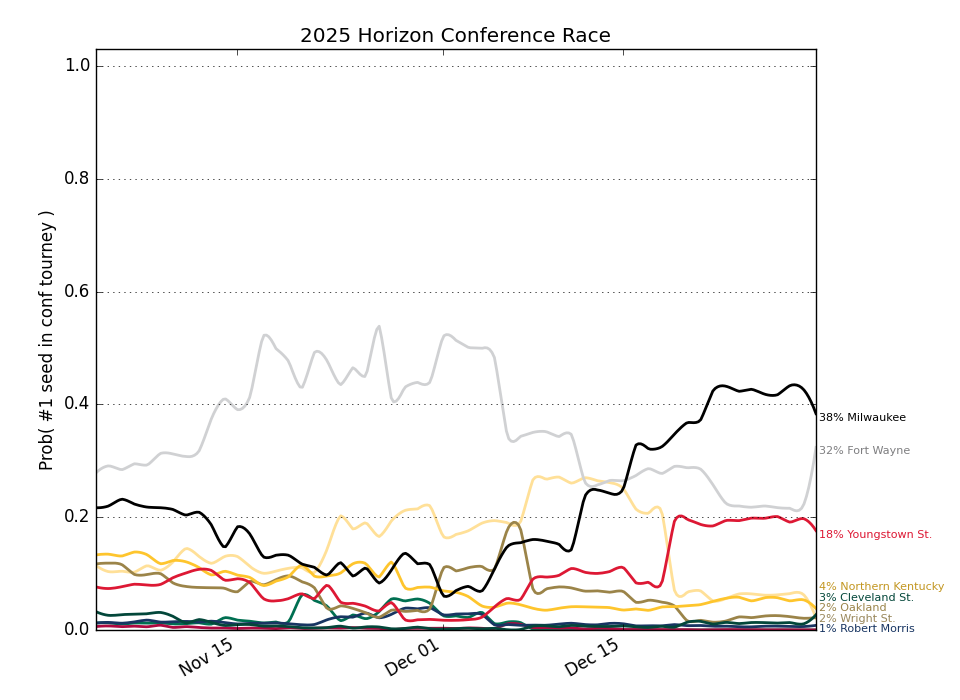 2025 Horizon Conference Race
Prob( #1 seed in conf tourney )
1.0
0.8
0.6
0.4
0.2
0.0
Nov 15
Dec 01
Dec 15
38% Milwaukee
32% Fort Wayne
18% Youngstown St.
4% Northern Kentucky
3% Cleveland St.
2% Oakland
2% Wright St.
1% Robert Morris